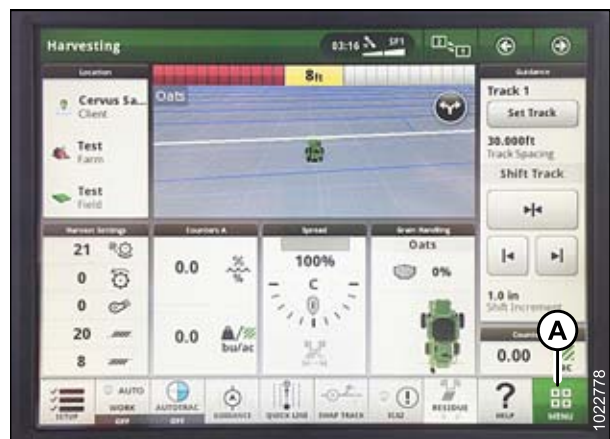 Harvesting
03:16
SP1
Location
Cervus Sa...
Client
Test
Farm
Test
Field
8ft
Oats
Guidance
Track 1
Set Track
30.000ft
Track Spacing
Shift Track
1.0 in
Shift Increment
Harvest Settings
21
0
0
20
8
Counters A
0.0
%
%
0.0
bu/ac
Spread
100%
C
Grain Handling
Oats
0%
0.00
ac
A
SETUP
AUTO
WORK
OFF
AUTOTRAC
OFF
GUIDANCE
QUICK LINE
SWAP TRACK
RESIDUE
HELP
MENU
1022778